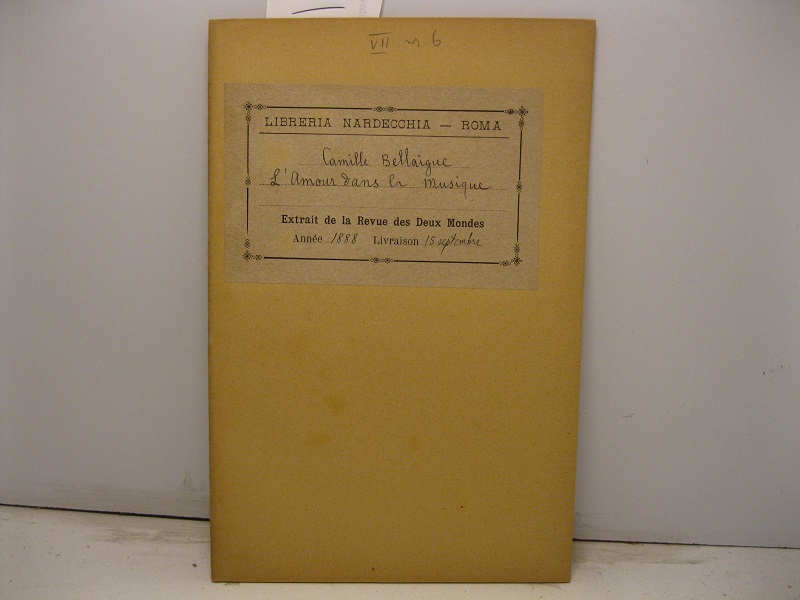 VII n 6
LIBRERIA NARDECCHIA — ROMA
Camille Bellaigue
L'Amour dans la Musique
Extrait de la Revue des Deux Mondes
Année 1888 Livraison 15 septembre